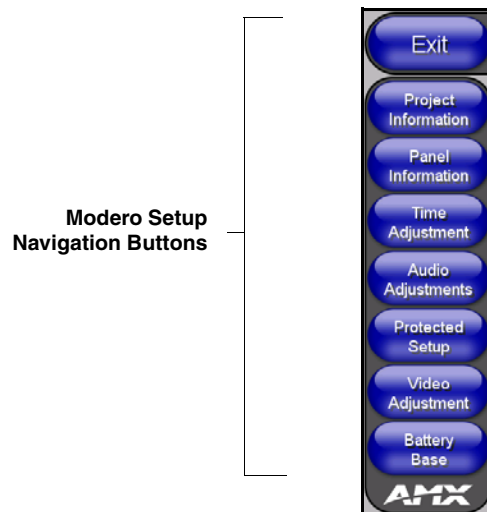 Modero Setup
Navigation Buttons
Exit
Project
Information
Panel
Information
Time
Adjustment
Audio
Adjustments
Protected
Setup
Video
Adjustment
Battery
Base
AMX